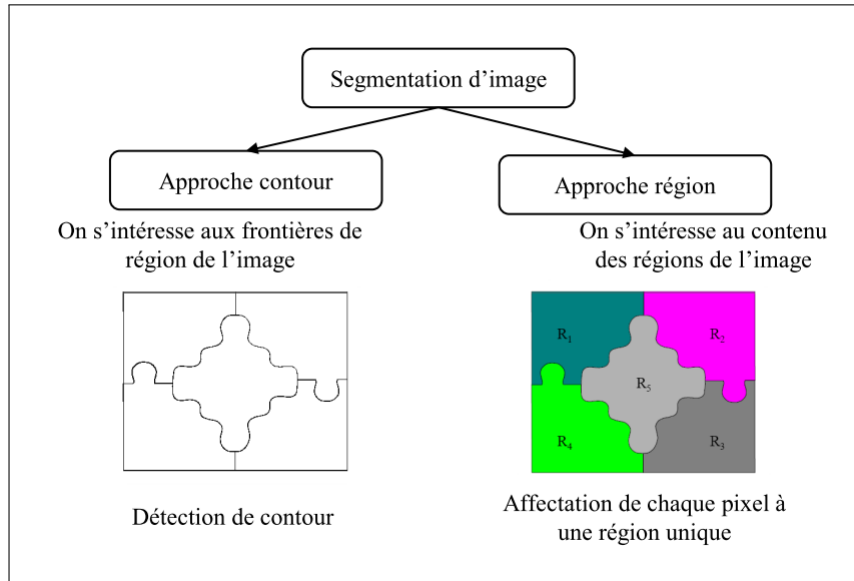 Segmentation d’image
Approche contour
On s’intéresse aux frontières de
région de l’image
Détection de contour
Approche région
On s’intéresse au contenu
des régions de l’image
R₁
R₂
R₅
R₄
R₃
Affectation de chaque pixel à
une région unique